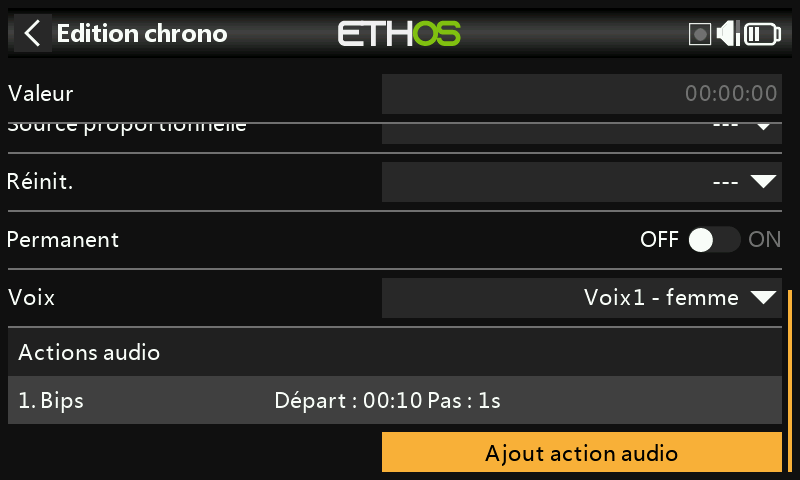 Edition chrono ETHOS
Valeur 00:00:00
Source proportionnelle ---
Réinit. ---
Permanent OFF ON
Voix Voix1 - femme
Actions audio
1. Bips Départ : 00:10 Pas : 1s
Ajout action audio